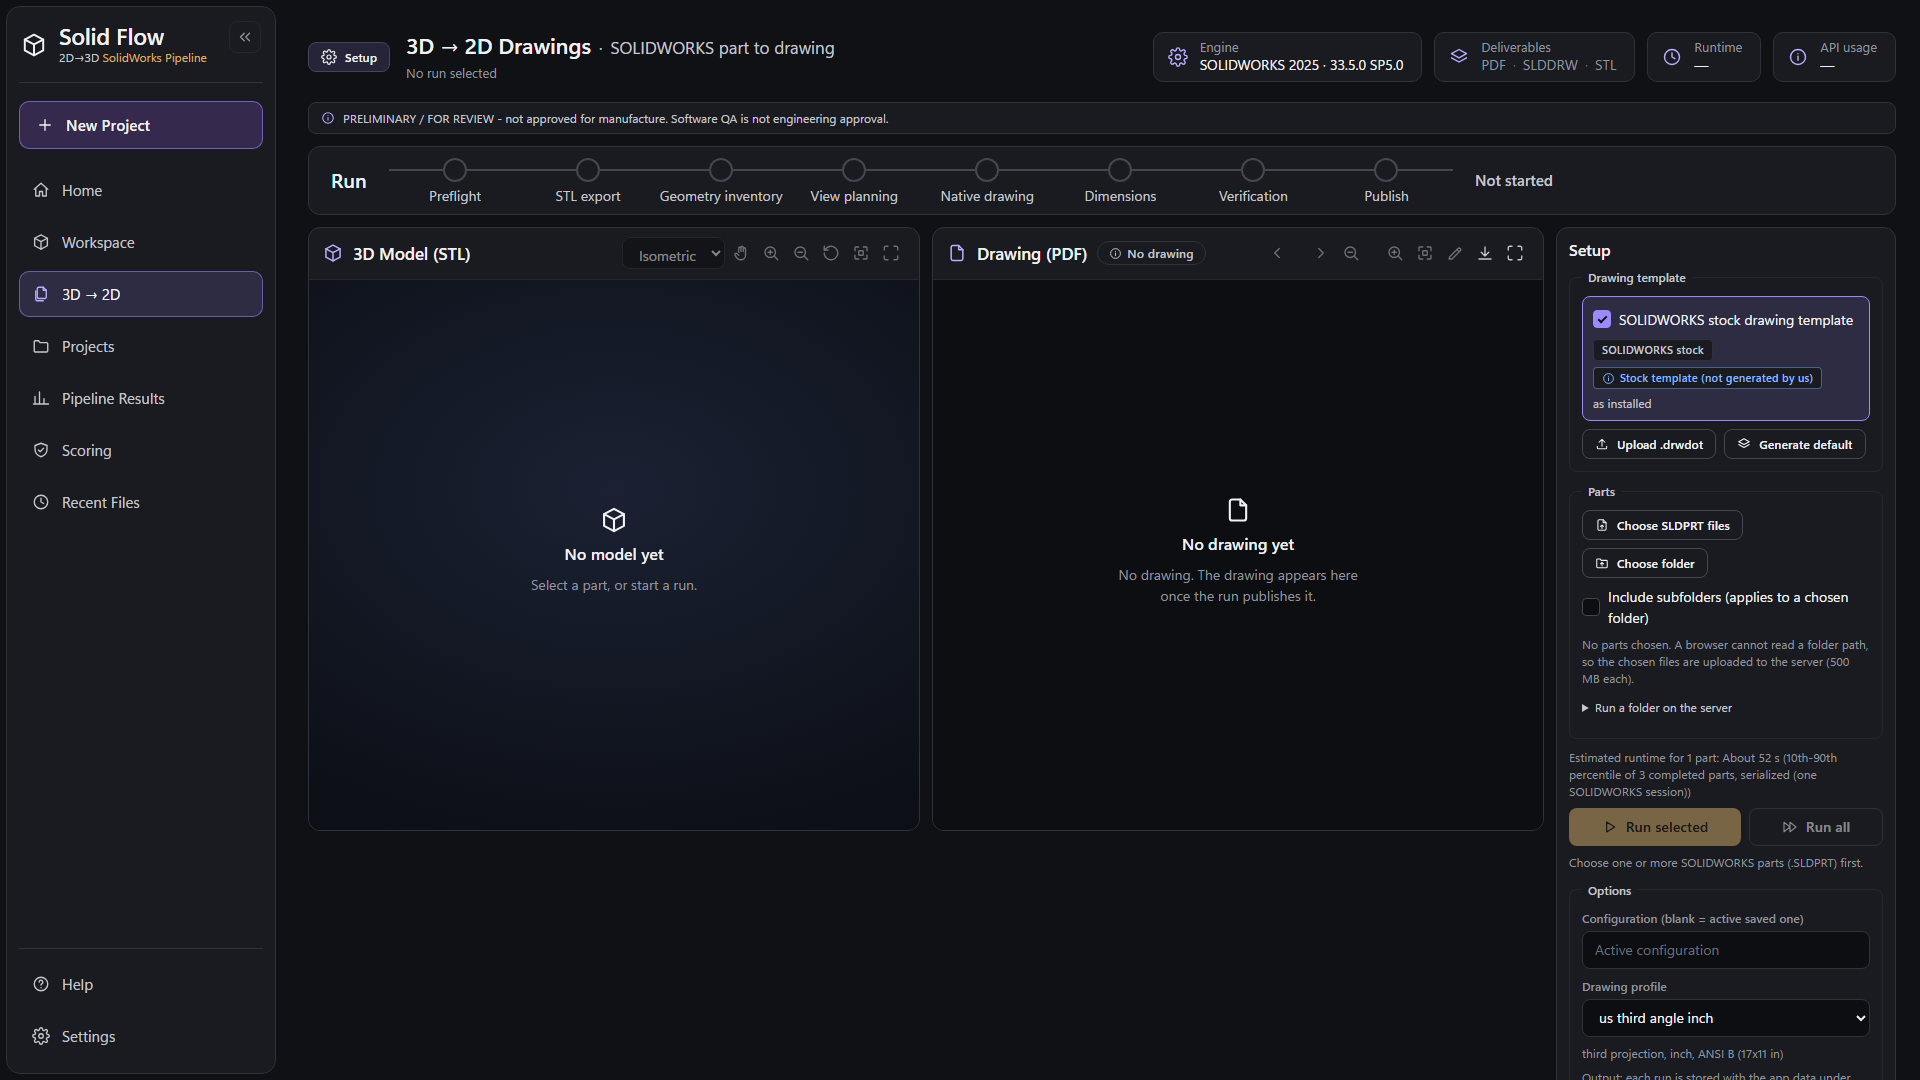 Solid Flow
2D→3D SolidWorks Pipeline
New Project
Home
Workspace
3D → 2D
Projects
Pipeline Results
Scoring
Recent Files
Help
Settings
Setup
3D → 2D Drawings · SOLIDWORKS part to drawing
No run selected
Engine
SOLIDWORKS 2025 · 33.5.0 SP5.0
Deliverables
PDF · SLDDRW · STL
Runtime
—
API usage
—
PRELIMINARY / FOR REVIEW - not approved for manufacture. Software QA is not engineering approval.
Run
Preflight
STL export
Geometry inventory
View planning
Native drawing
Dimensions
Verification
Publish
Not started
3D Model (STL)
Isometric
No model yet
Select a part, or start a run.
Drawing (PDF)
No drawing
No drawing yet
No drawing. The drawing appears here
once the run publishes it.
Setup
Drawing template
SOLIDWORKS stock drawing template
SOLIDWORKS stock
Stock template (not generated by us)
as installed
Upload .drwdot
Generate default
Parts
Choose SLDPRT files
Choose folder
Include subfolders (applies to a chosen
folder)
No parts chosen. A browser cannot read a folder path,
so the chosen files are uploaded to the server (500
MB each).
Run a folder on the server
Estimated runtime for 1 part: About 52 s (10th-90th
percentile of 3 completed parts, serialized (one
SOLIDWORKS session))
Run selected
Run all
Choose one or more SOLIDWORKS parts (.SLDPRT) first.
Options
Configuration (blank = active saved one)
Active configuration
Drawing profile
us third angle inch
third projection, inch, ANSI B (17x11 in)
Output: each run is stored with the app data under